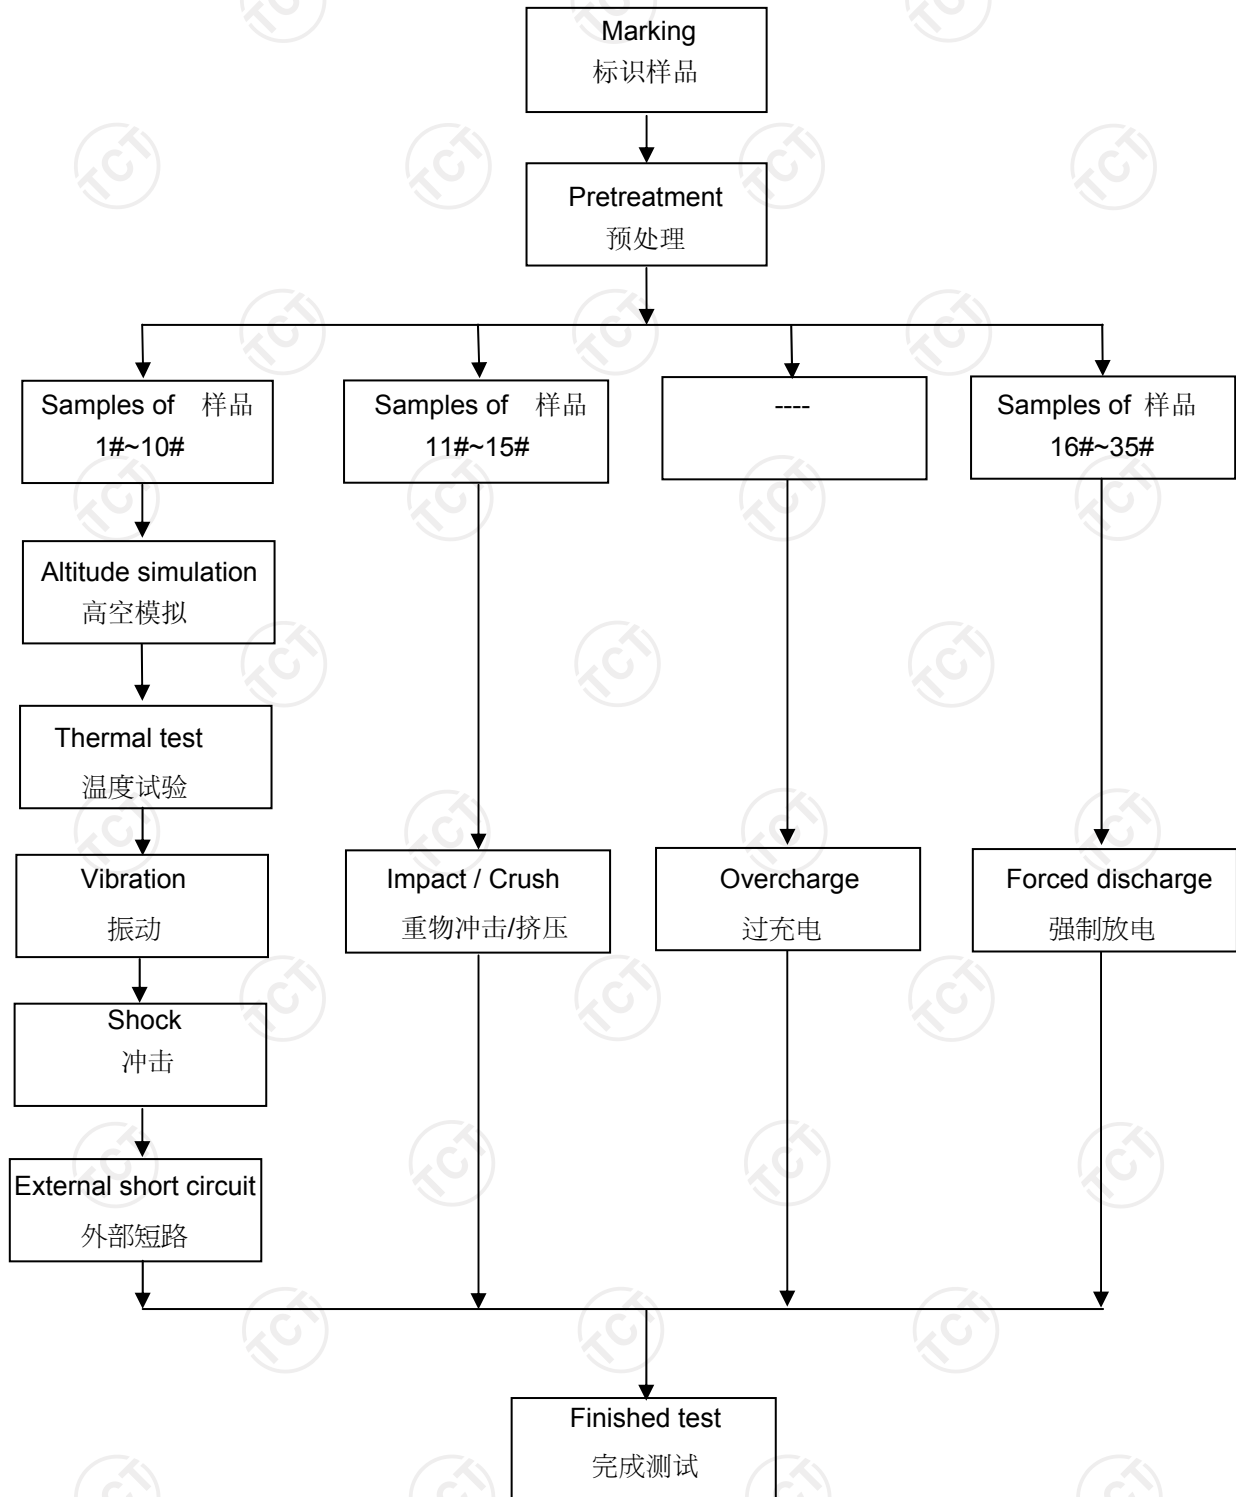 Marking
标识样品
Pretreatment
预处理
Samples of 样品
1#~10#
Samples of 样品
11#~15#
----
Samples of 样品
16#~35#
Altitude simulation
高空模拟
Thermal test
温度试验
Vibration
振动
Impact / Crush
重物冲击/挤压
Overcharge
过充电
Forced discharge
强制放电
Shock
冲击
External short circuit
外部短路
Finished test
完成测试
TCT